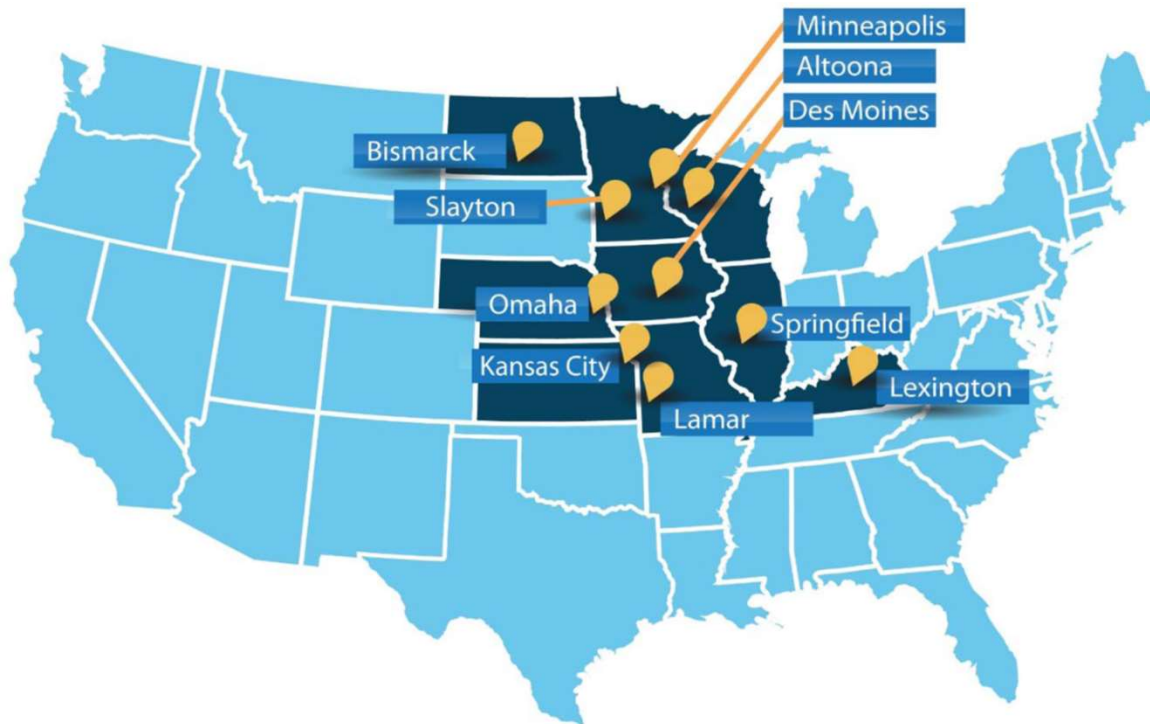 Minneapolis
Altoona
Des Moines
Bismarck
Slayton
Omaha
Springfield
Kansas City
Lexington
Lamar